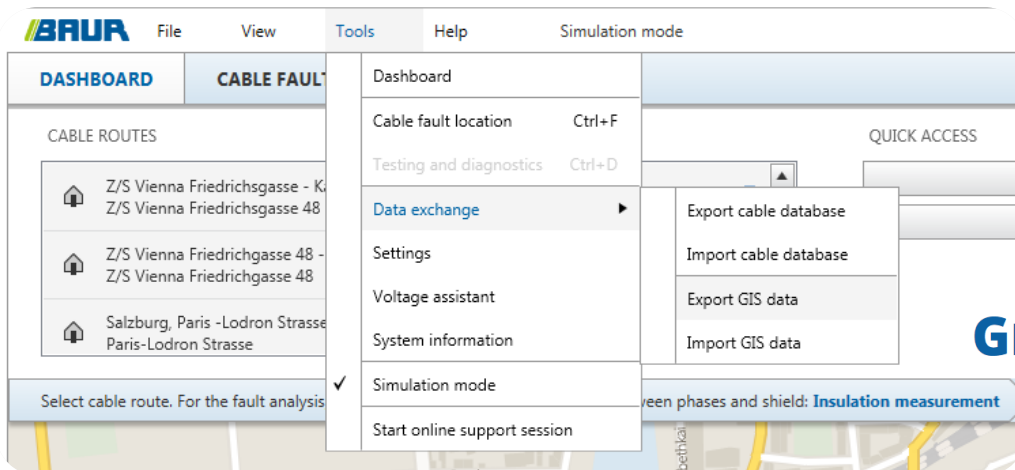 BAUR File View Tools Help Simulation mode
DASHBOARD CABLE FAULT
Dashboard
Cable fault location Ctrl+F
Testing and diagnostics Ctrl+D
Data exchange
Settings
Voltage assistant
System information
✓ Simulation mode
Start online support session
Export cable database
Import cable database
Export GIS data
Import GIS data
CABLE ROUTES
Z/S Vienna Friedrichsgasse -
Z/S Vienna Friedrichsgasse 48
Z/S Vienna Friedrichgasse 48 -
Z/S Vienna Friedrichgasse 48
Salzburg, Paris -Lodron Strasse
Paris-Lodron Strasse
QUICK ACCESS
Select cable route. For the fault analysis phases and shield: Insulation measurement